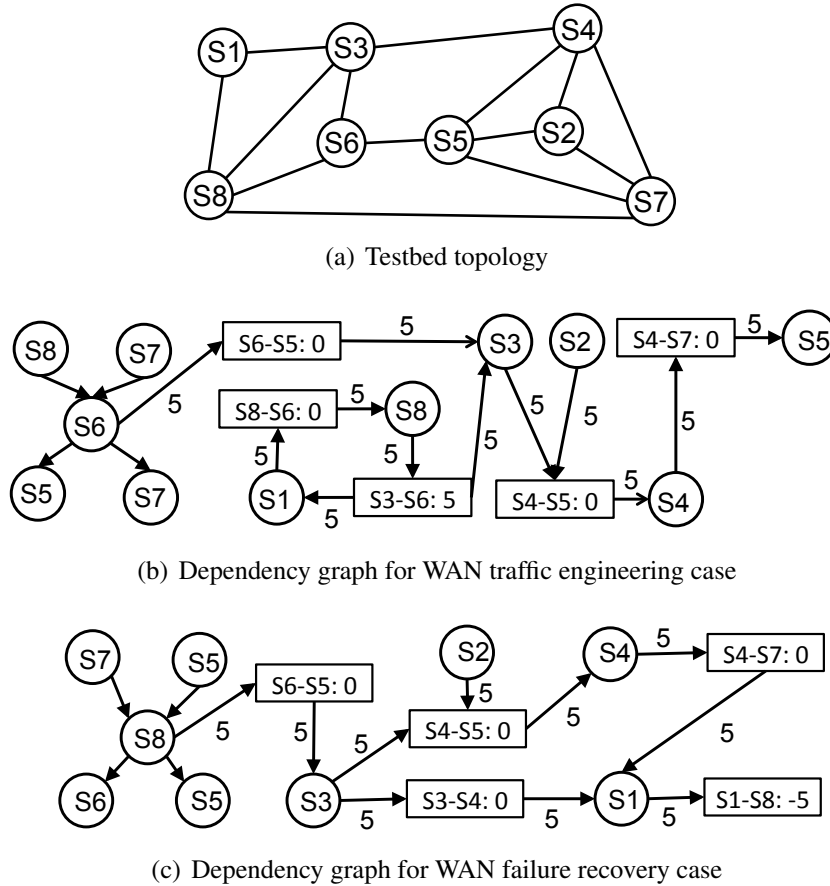 S1
S3
S4
S6
S5
S2
S8
S7
(a) Testbed topology
S8
S7
S6-S5: 0
5
S3
S2
S4-S7: 0
5
S5
S6
5
S8-S6: 0
5
S8
5
5
5
5
5
5
S5
S7
S1
5
S3-S6: 5
S4-S5: 0
5
S4
(b) Dependency graph for WAN traffic engineering case
S7
S5
S6-S5: 0
S2
S4
5
S4-S7: 0
S8
5
5
5
5
S4-S5: 0
5
5
S6
S5
S3
5
S3-S4: 0
5
S1
5
S1-S8: -5
(c) Dependency graph for WAN failure recovery case